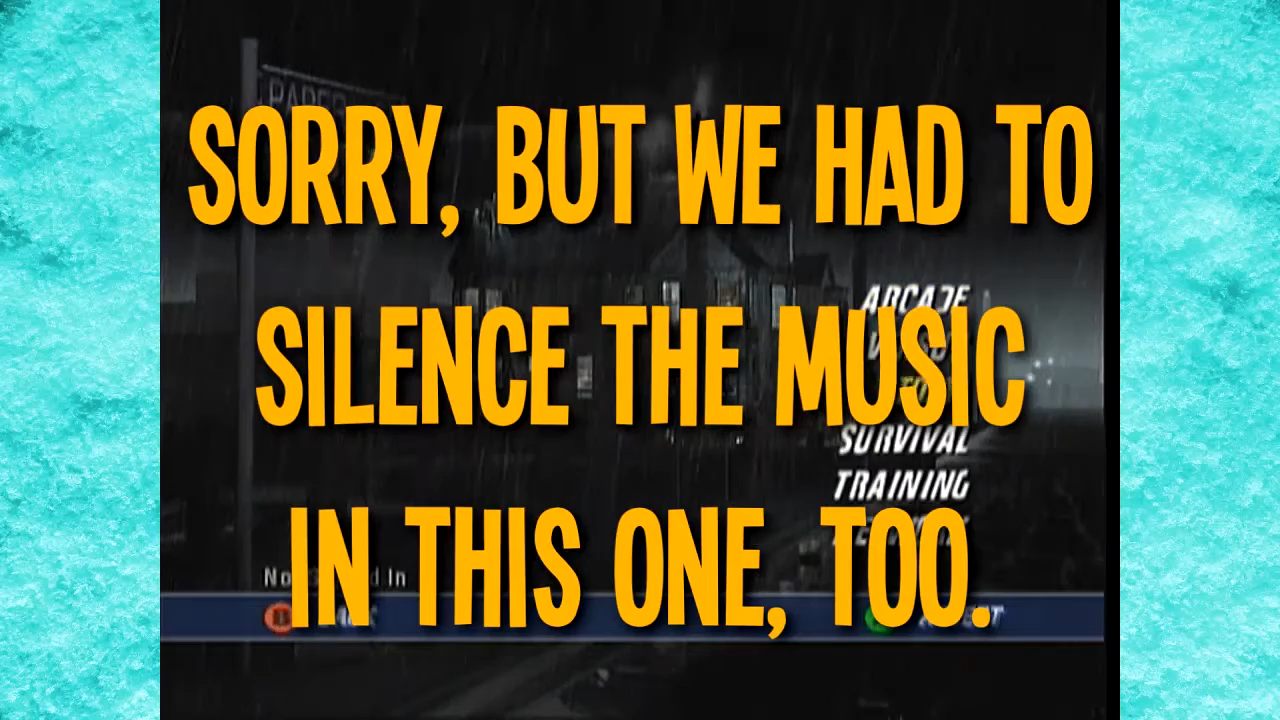 SORRY, BUT WE HAD TO
ARCADE
SILENCE THE MUSIC
SURVIVAL
TRAINING
IN THIS ONE, TOO.